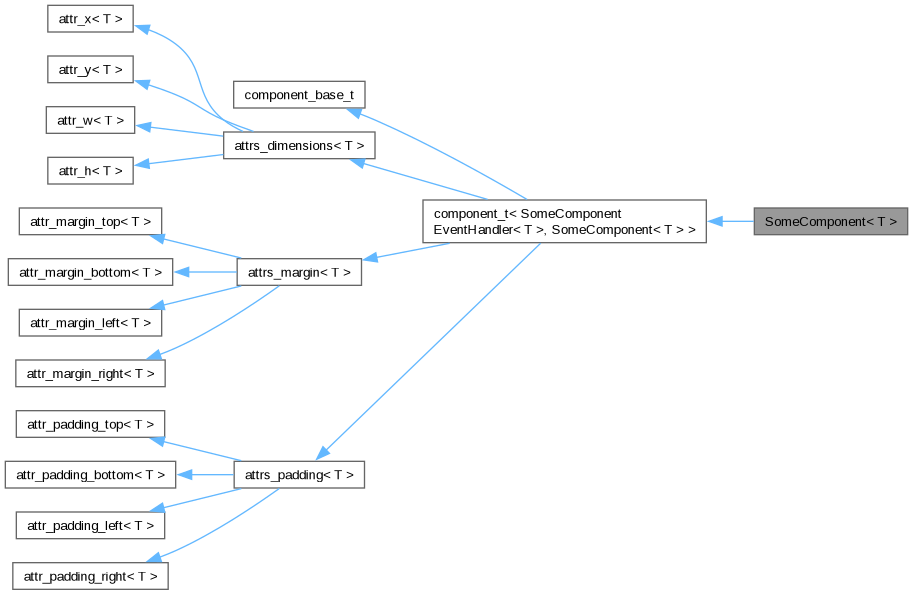 attr_x< T >
attr_y< T >
component_base_t
attr_w< T >
attrs_dimensions< T >
attr_h< T >
component_t< SomeComponent
EventHandler< T >, SomeComponent< T > >
SomeComponent< T >
attr_margin_top< T >
attr_margin_bottom< T >
attrs_margin< T >
attr_margin_left< T >
attr_margin_right< T >
attr_padding_top< T >
attr_padding_bottom< T >
attrs_padding< T >
attr_padding_left< T >
attr_padding_right< T >